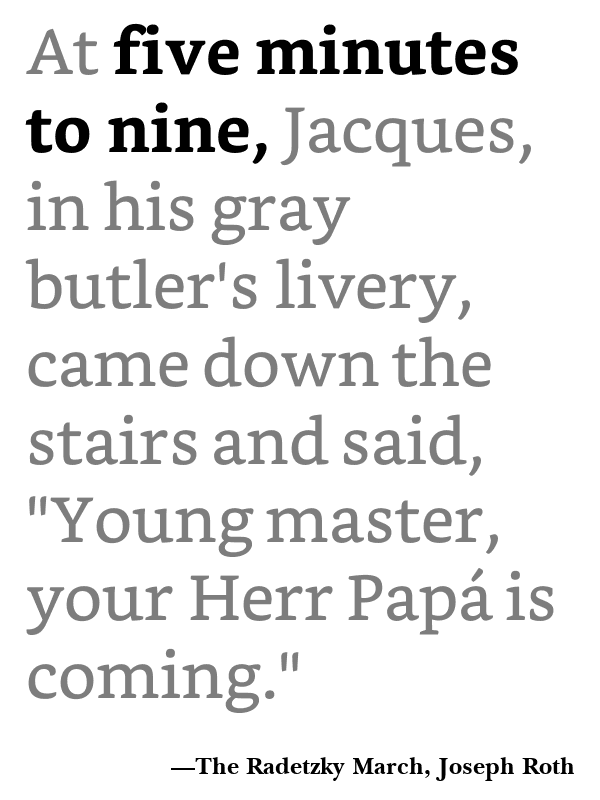 At five minutes
to nine, Jacques,
in his gray
butler's livery,
came down the
stairs and said,
"Young master,
your Herr Papá is
coming."
—The Radetzky March, Joseph Roth